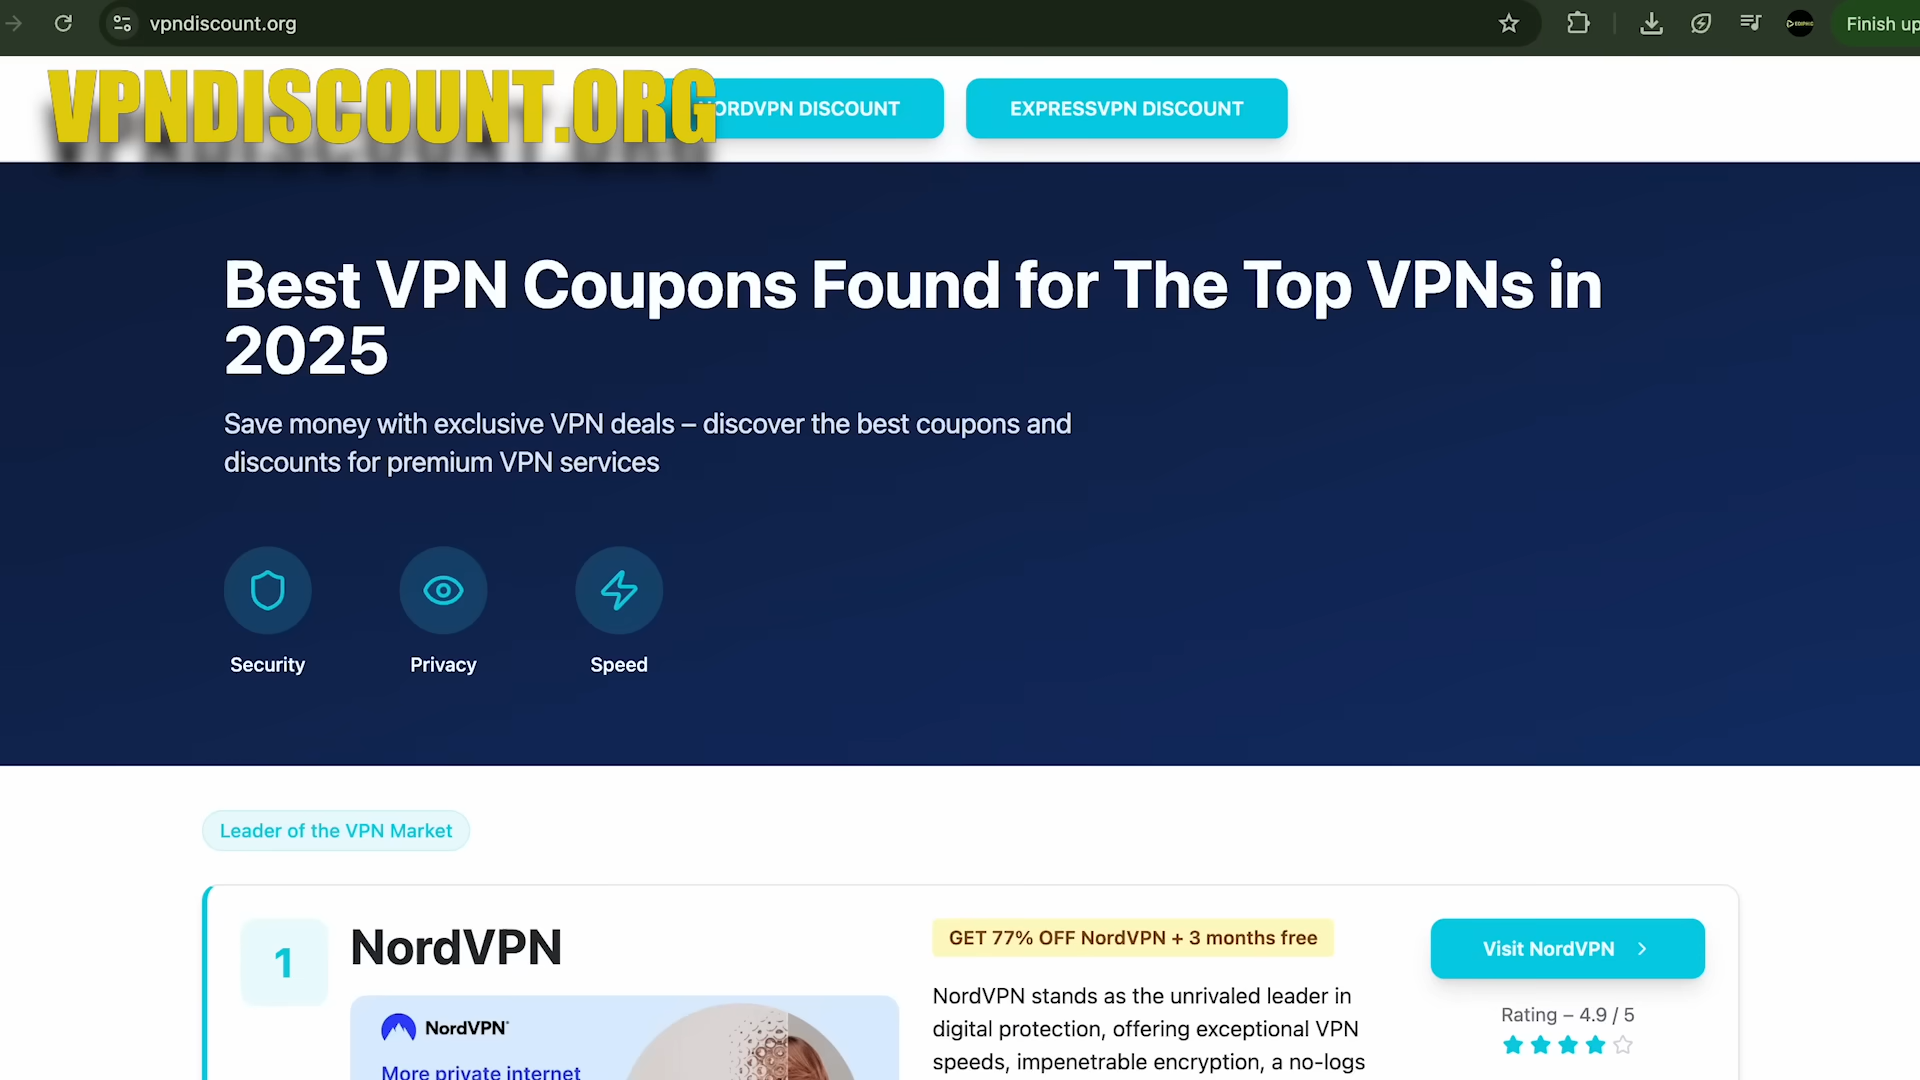 vpndiscount.org
Finish up
VPNDISCOUNT.ORG
NORDVPN DISCOUNT
EXPRESSVPN DISCOUNT
Best VPN Coupons Found for The Top VPNs in
2025
Save money with exclusive VPN deals – discover the best coupons and
discounts for premium VPN services
Security
Privacy
Speed
Leader of the VPN Market
1
NordVPN
NordVPN®
More private internet
GET 77% OFF NordVPN + 3 months free
NordVPN stands as the unrivaled leader in
digital protection, offering exceptional VPN
speeds, impenetrable encryption, a no-logs
Visit NordVPN
Rating – 4.9 / 5